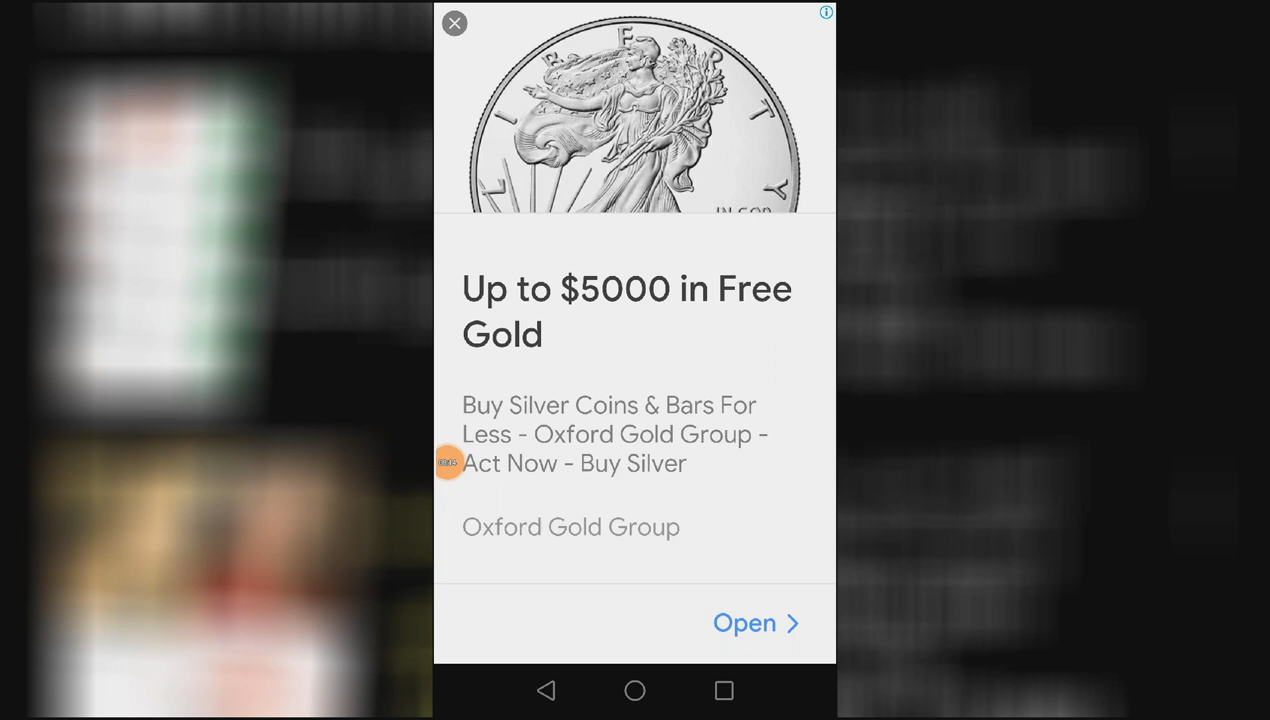 LIBERTY
IN GOD
Up to $5000 in Free
Gold
Buy Silver Coins & Bars For
Less - Oxford Gold Group -
Act Now - Buy Silver
Oxford Gold Group
Open